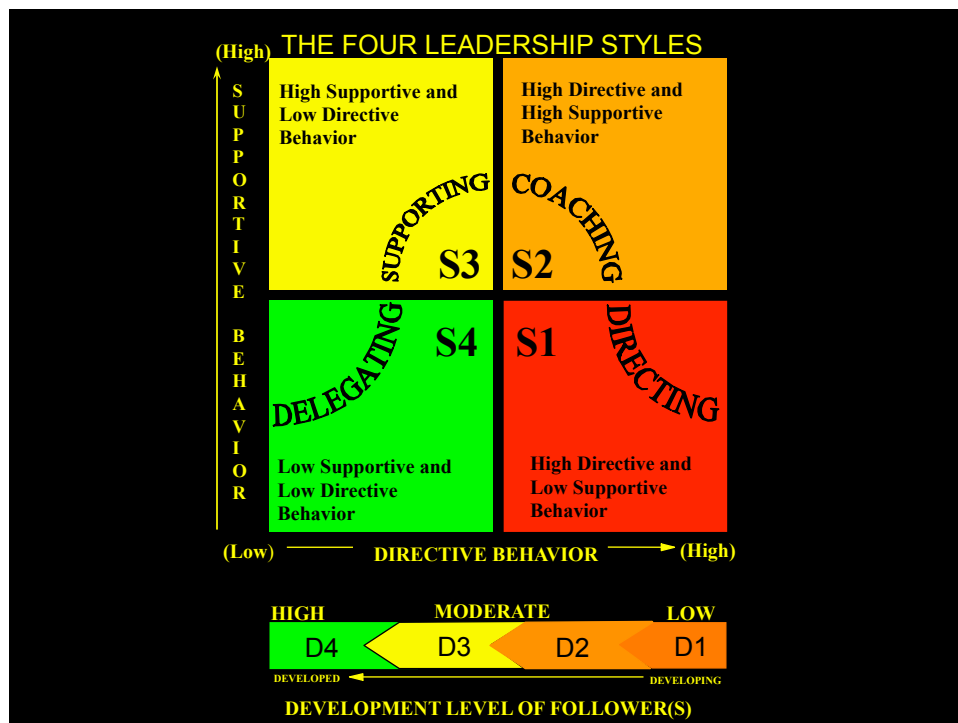 THE FOUR LEADERSHIP STYLES
(High)
SUPPORTIVE BEHAVIOR
High Supportive and
Low Directive
Behavior
SUPPORTING
S3
High Directive and
High Supportive
Behavior
COACHING
S2
DELEGATING
S4
Low Supportive and
Low Directive
Behavior
S1
DIRECTING
High Directive and
Low Supportive
Behavior
(Low)
DIRECTIVE BEHAVIOR
(High)
HIGH
MODERATE
LOW
D4
D3
D2
D1
DEVELOPED
DEVELOPING
DEVELOPMENT LEVEL OF FOLLOWER(S)